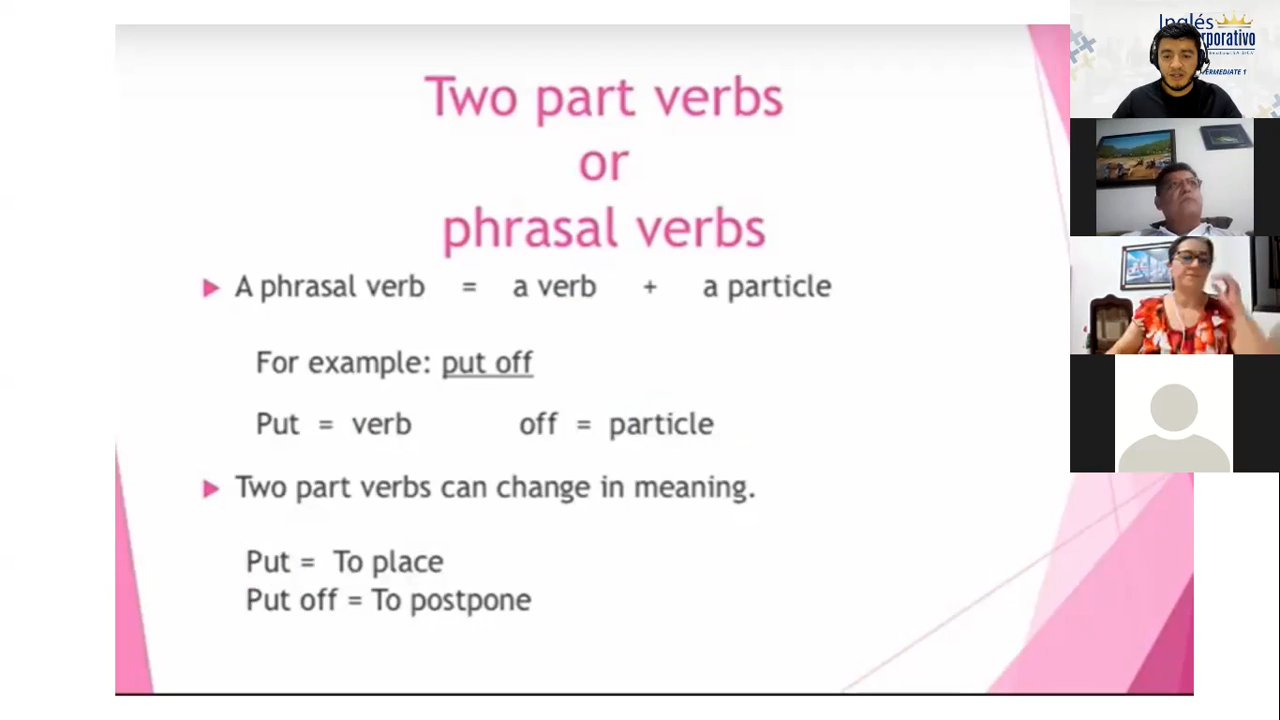 Two part verbs
or
phrasal verbs
A phrasal verb = a verb + a particle
For example: put off
Put = verb off = particle
Two part verbs can change in meaning.
Put = To place
Put off = To postpone
Inglés